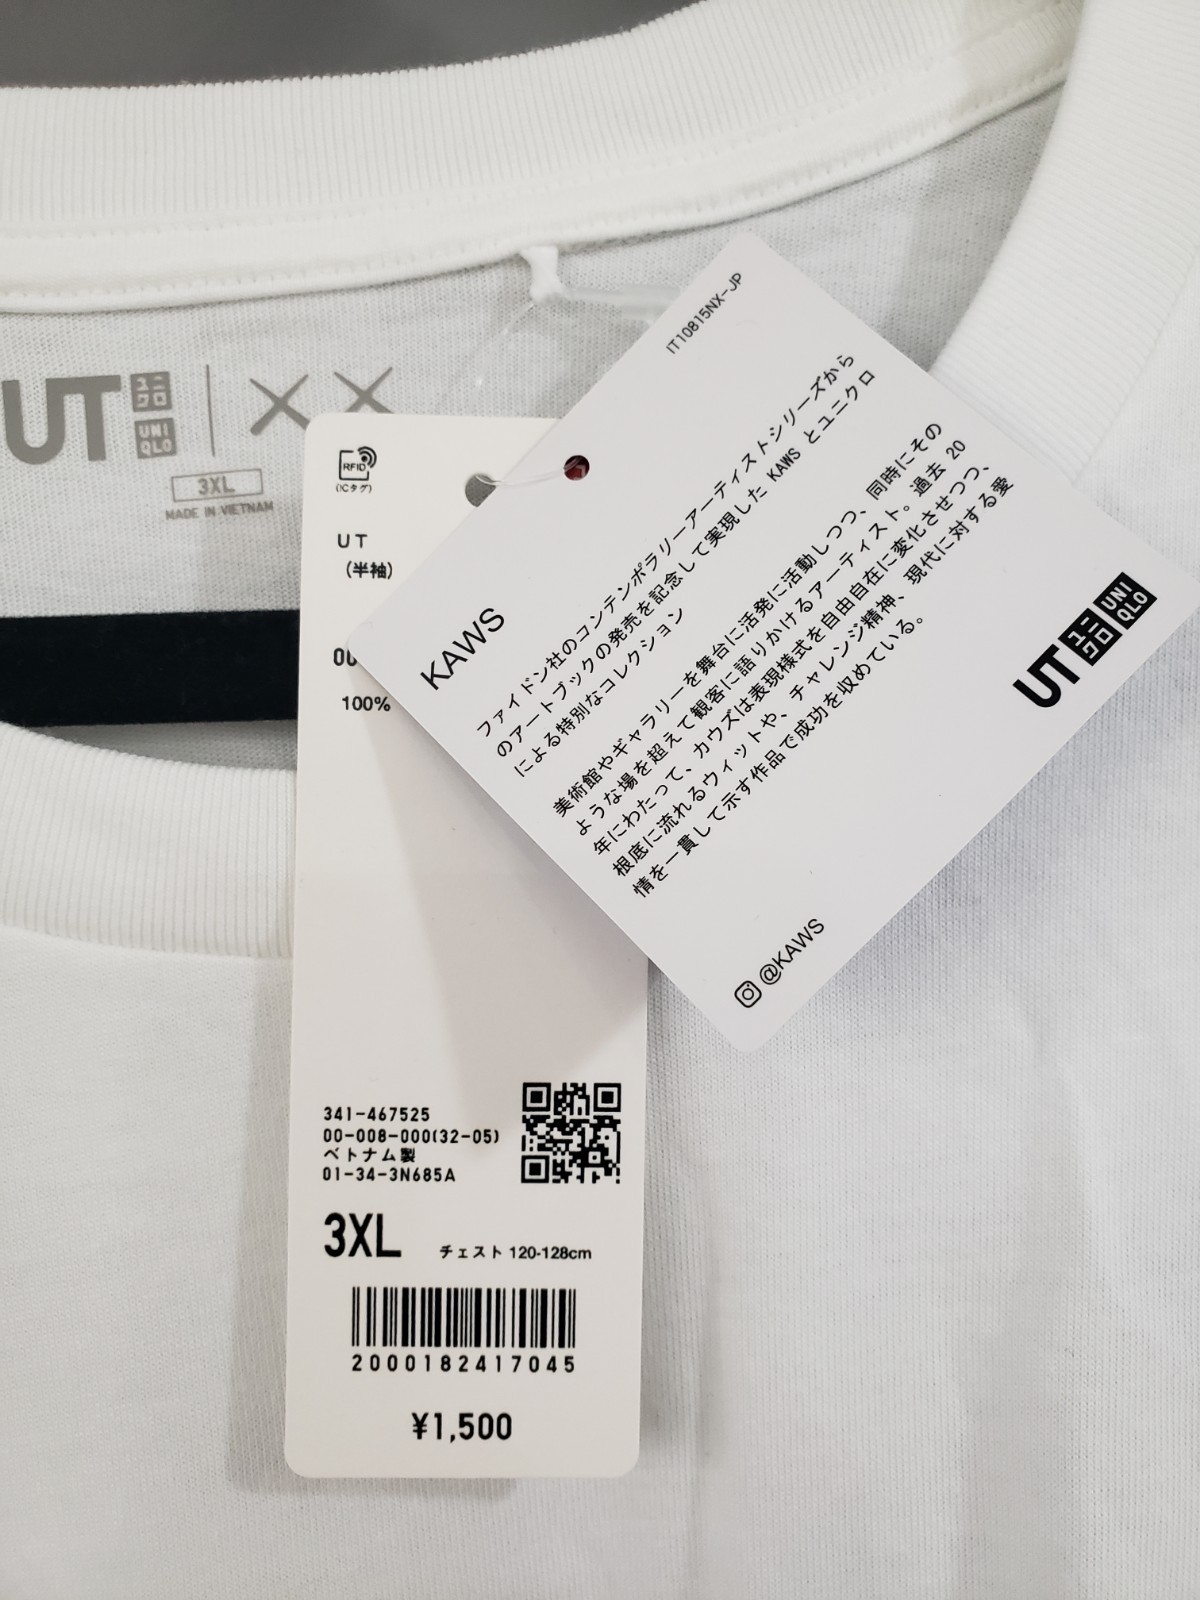 UT ユニクロ UNIQLO
3XL
MADE IN VIETNAM
RFID
(ICタグ)
UT
(半袖)
00
100%
341-467525
00-008-000(32-05)
ベトナム製
01-34-3N685A
3XL チェスト 120-128cm
2000182417045
¥1,500
IT10815NX-JP
KAWS
ファイドン社のコンテンポラリーアーティストシリーズから
のアートブックの発売を記念して実現した KAWS とユニクロ
による特別なコレクション
美術館やギャラリーを舞台に活発に活動しつつ、同時にその
ような場を超えて観客に語りかけるアーティスト。過去 20
年にわたって、カウズは表現様式を自由自在に変化させつつ、
根底に流れるウィットや、チャレンジ精神、現代に対する愛
情を一貫して示す作品で成功を収めている。
@KAWS
UT ユニクロ UNIQLO